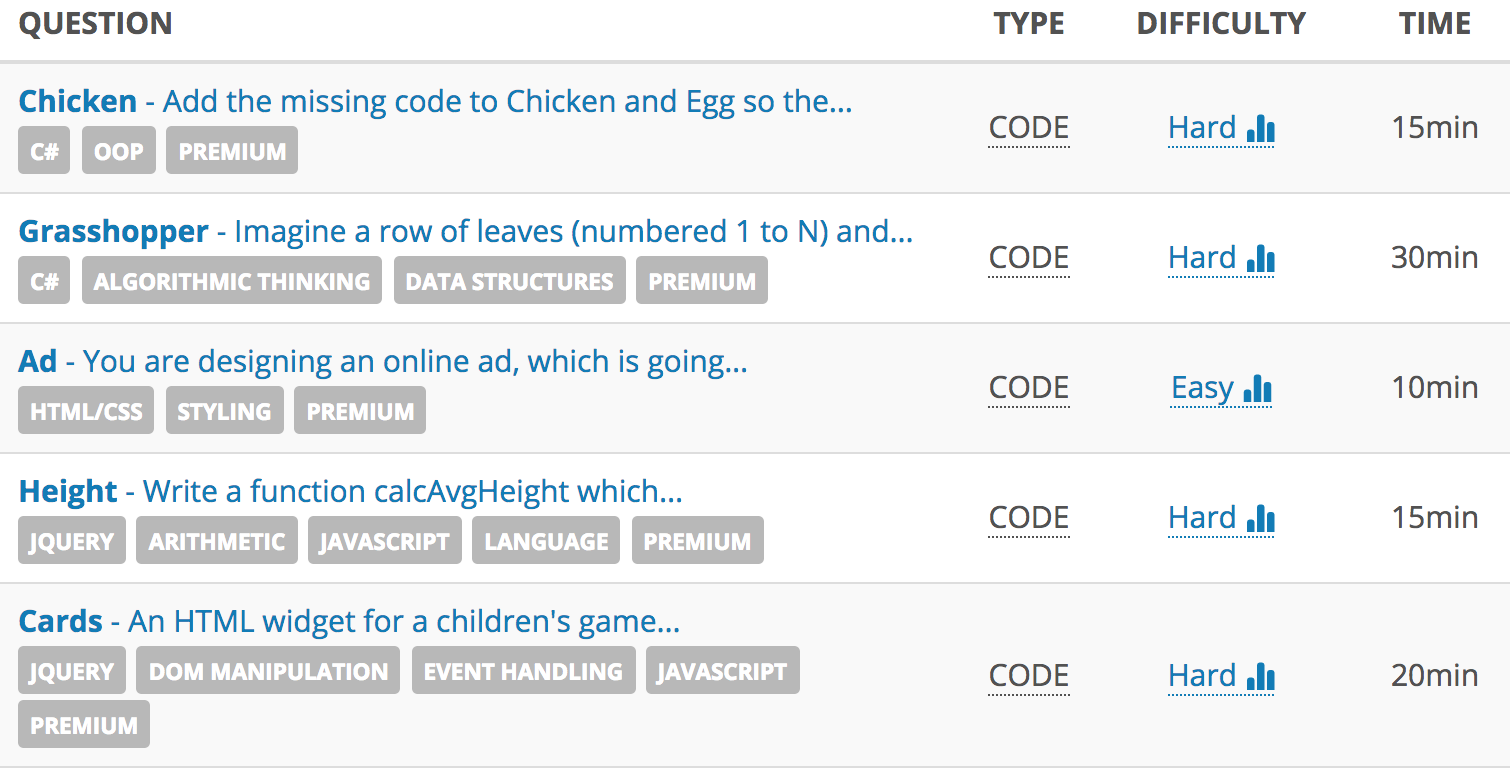 QUESTION TYPE DIFFICULTY TIME
Chicken - Add the missing code to Chicken and Egg so the...
C# OOP PREMIUM
CODE Hard 15min
Grasshopper - Imagine a row of leaves (numbered 1 to N) and...
C# ALGORITHMIC THINKING DATA STRUCTURES PREMIUM
CODE Hard 30min
Ad - You are designing an online ad, which is going...
HTML/CSS STYLING PREMIUM
CODE Easy 10min
Height - Write a function calcAvgHeight which...
JQUERY ARITHMETIC JAVASCRIPT LANGUAGE PREMIUM
CODE Hard 15min
Cards - An HTML widget for a children's game...
JQUERY DOM MANIPULATION EVENT HANDLING JAVASCRIPT
PREMIUM
CODE Hard 20min